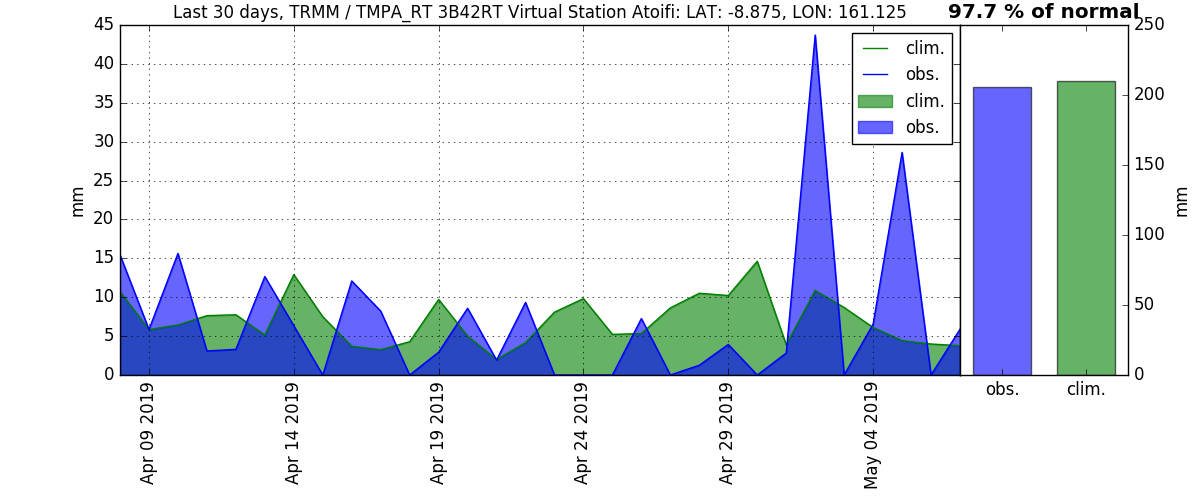 Last 30 days, TRMM / TMPA_RT 3B42RT Virtual Station Atoifi: LAT: -8.875, LON: 161.125
97.7 % of normal
45
40
35
30
25
20
15
10
5
0
mm
clim.
obs.
clim.
obs.
250
200
150
100
50
0
mm
obs.
clim.
Apr 09 2019
Apr 14 2019
Apr 19 2019
Apr 24 2019
Apr 29 2019
May 04 2019